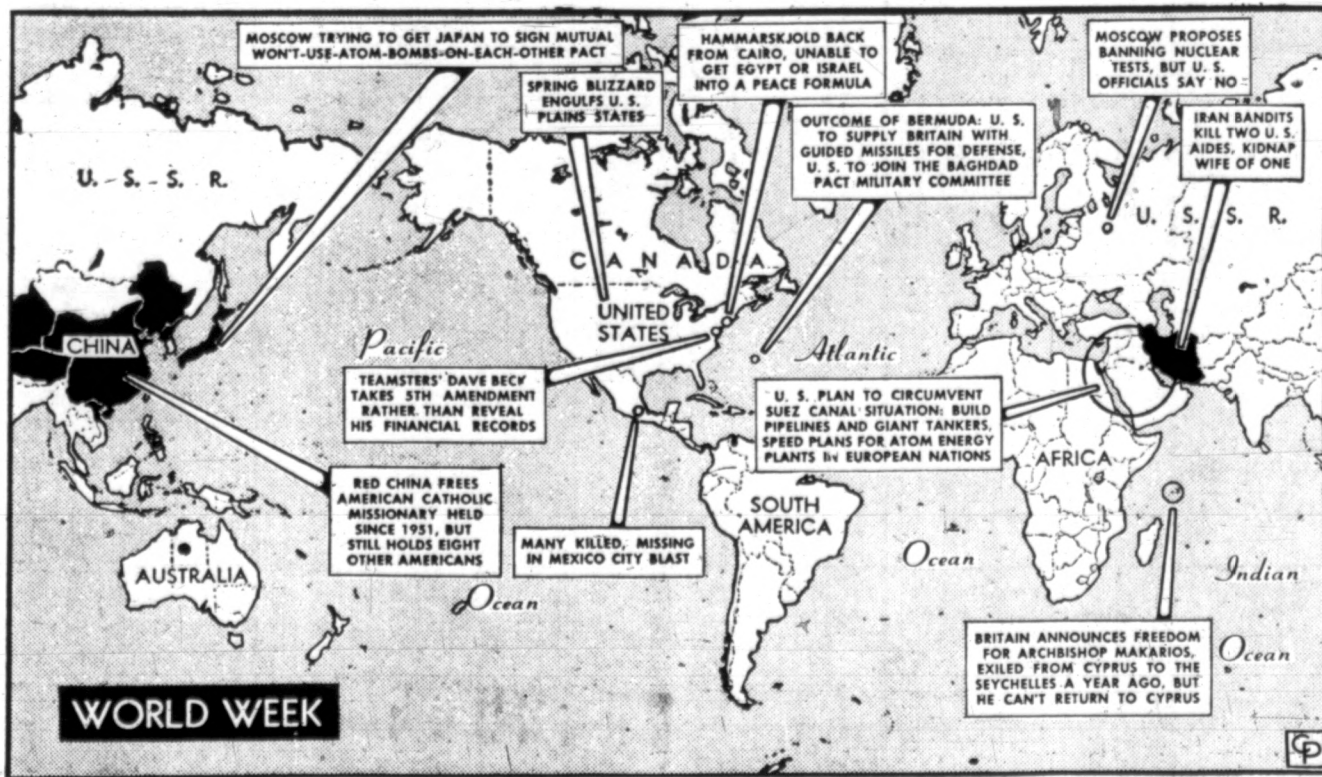 MOSCOW TRYING TO GET JAPAN TO SIGN MUTUAL
WON'T-USE-ATOM-BOMBS-ON-EACH-OTHER PACT
SPRING BLIZZARD
ENGULFS U.S.
PLAINS STATES
HAMMARSKJOLD BACK
FROM CAIRO, UNABLE TO
GET EGYPT OR ISRAEL
INTO A PEACE FORMULA
MOSCOW PROPOSES
BANNING NUCLEAR
TESTS, BUT U. S.
OFFICIALS SAY NO
OUTCOME OF BERMUDA: U. S.
TO SUPPLY BRITAIN WITH
GUIDED MISSILES FOR DEFENSE,
U. S. TO JOIN THE BAGHDAD
PACT MILITARY COMMITTEE
IRAN BANDITS
KILL TWO U. S.
AIDES, KIDNAP
WIFE OF ONE
U. S. S. R.
U. S. S. R.
CANADA
UNITED
STATES
CHINA
Pacific
Atlantic
TEAMSTERS' DAVE BECK
TAKES 5TH AMENDMENT
RATHER THAN REVEAL
HIS FINANCIAL RECORDS
U. S. PLAN TO CIRCUMVENT
SUEZ CANAL SITUATION: BUILD
PIPELINES AND GIANT TANKERS,
SPEED PLANS FOR ATOM ENERGY
PLANTS IN EUROPEAN NATIONS
AFRICA
RED CHINA FREES
AMERICAN CATHOLIC
MISSIONARY HELD
SINCE 1951, BUT
STILL HOLDS EIGHT
OTHER AMERICANS
SOUTH
AMERICA
MANY KILLED, MISSING
IN MEXICO CITY BLAST
AUSTRALIA
Ocean
Ocean
Indian
Ocean
BRITAIN ANNOUNCES FREEDOM
FOR ARCHBISHOP MAKARIOS,
EXILED FROM CYPRUS TO THE
SEYCHELLES A YEAR AGO, BUT
HE CAN'T RETURN TO CYPRUS
WORLD WEEK
CP